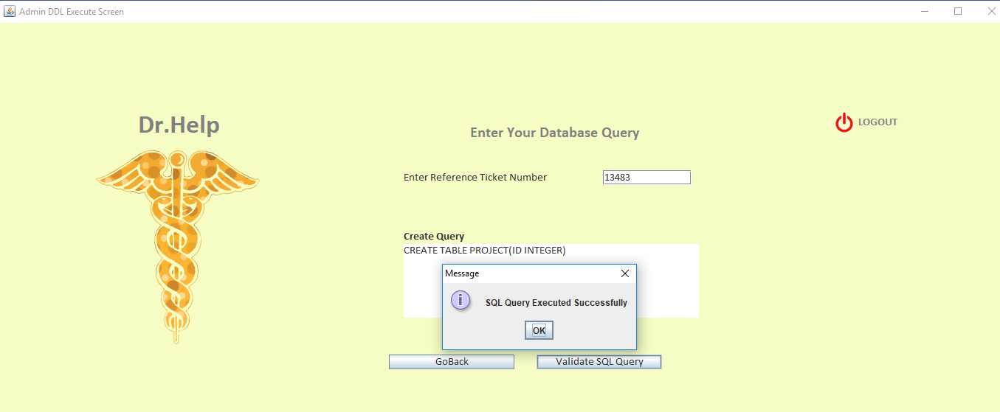 Admin DDL Execute Screen
Dr.Help
Enter Your Database Query
LOGOUT
Enter Reference Ticket Number
13483
Create Query
CREATE TABLE PROJECT(ID INTEGER)
Message
SQL Query Executed Successfully
OK
GoBack
Validate SQL Query